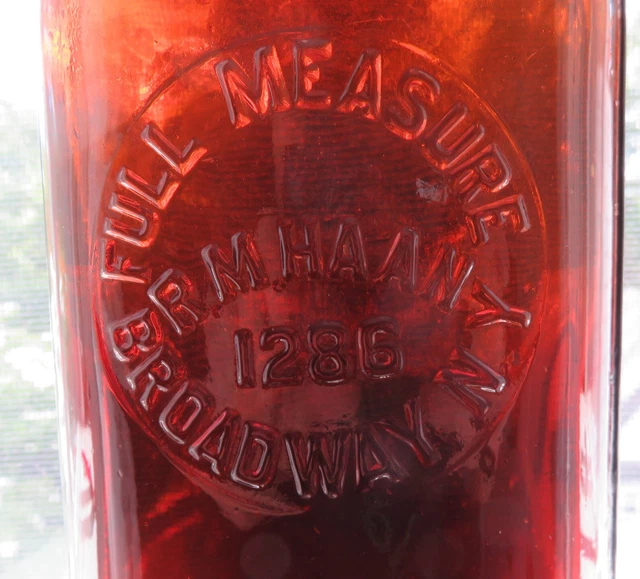 FULL MEASURE
R.M.HAAN
1286
BROADWAY N Y